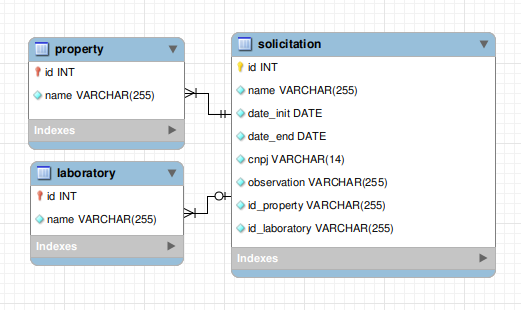 property
id INT
name VARCHAR(255)
Indexes
laboratory
id INT
name VARCHAR(255)
Indexes
solicitation
id INT
name VARCHAR(255)
date_init DATE
date_end DATE
cnpj VARCHAR(14)
observation VARCHAR(255)
id_property VARCHAR(255)
id_laboratory VARCHAR(255)
Indexes